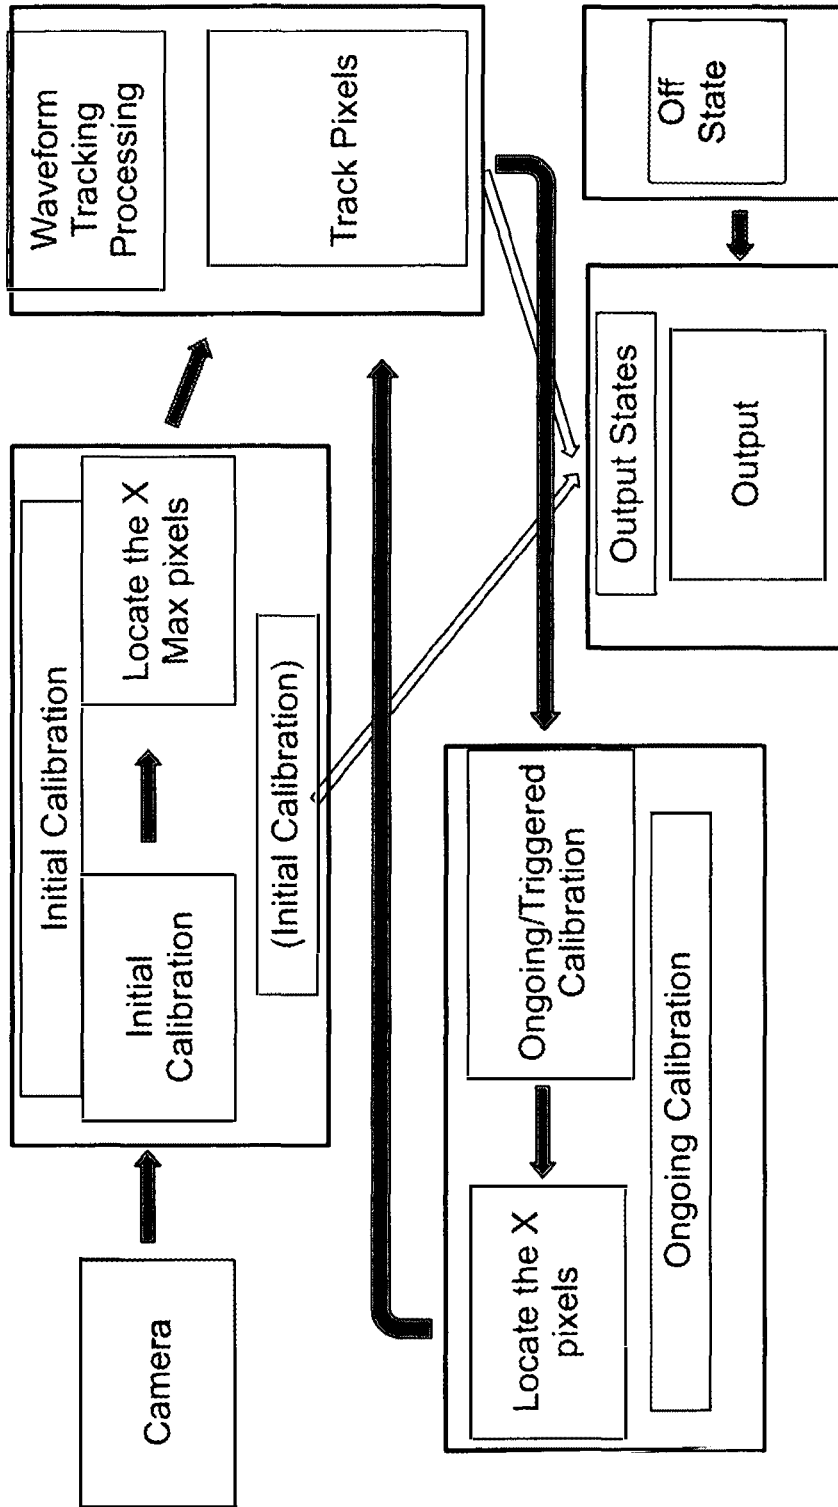 Camera
Initial Calibration
Initial
Calibration
Locate the X
Max pixels
(Initial Calibration)
Waveform
Tracking
Processing
Track Pixels
Locate the X
pixels
Ongoing/Triggered
Calibration
Ongoing Calibration
Output States
Output
Off
State